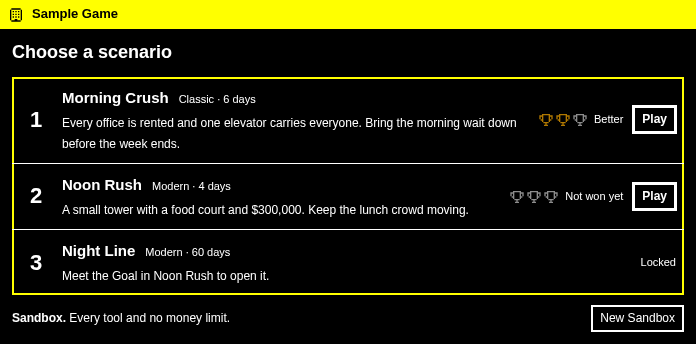 Sample Game
Choose a scenario
1
Morning Crush Classic · 6 days
Every office is rented and one elevator carries everyone. Bring the morning wait down
before the week ends.
Better
Play
2
Noon Rush Modern · 4 days
A small tower with a food court and $300,000. Keep the lunch crowd moving.
Not won yet
Play
3
Night Line Modern · 60 days
Meet the Goal in Noon Rush to open it.
Locked
Sandbox. Every tool and no money limit.
New Sandbox